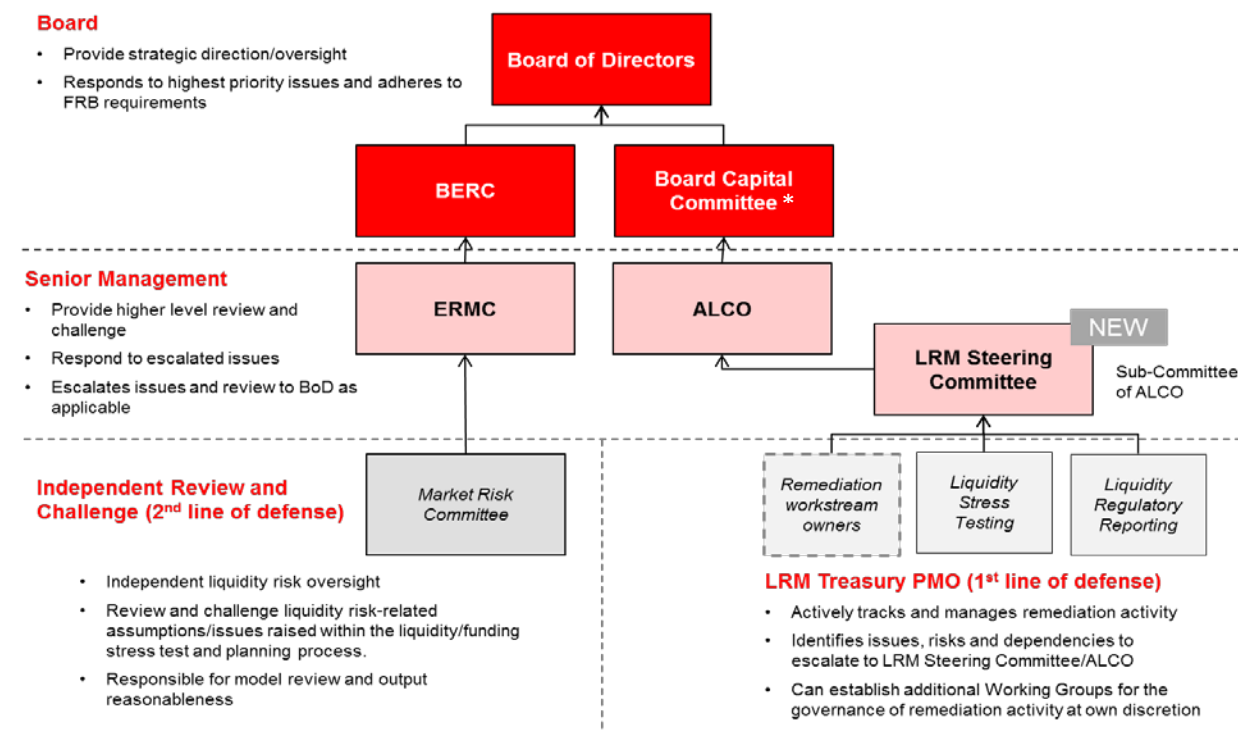 Board
• Provide strategic direction/oversight
• Responds to highest priority issues and adheres to
FRB requirements
Board of Directors
BERC
Board Capital
Committee *
Senior Management
• Provide higher level review and
challenge
• Respond to escalated issues
• Escalates issues and review to BoD as
applicable
ERMC
ALCO
NEW
LRM Steering
Committee
Sub-Committee
of ALCO
Independent Review and
Challenge (2nd line of defense)
Market Risk
Committee
• Independent liquidity risk oversight
• Review and challenge liquidity risk-related
assumptions/issues raised within the liquidity/funding
stress test and planning process.
• Responsible for model review and output
reasonableness
Remediation
workstream
owners
Liquidity
Stress
Testing
Liquidity
Regulatory
Reporting
LRM Treasury PMO (1st line of defense)
• Actively tracks and manages remediation activity
• Identifies issues, risks and dependencies to
escalate to LRM Steering Committee/ALCO
• Can establish additional Working Groups for the
governance of remediation activity at own discretion